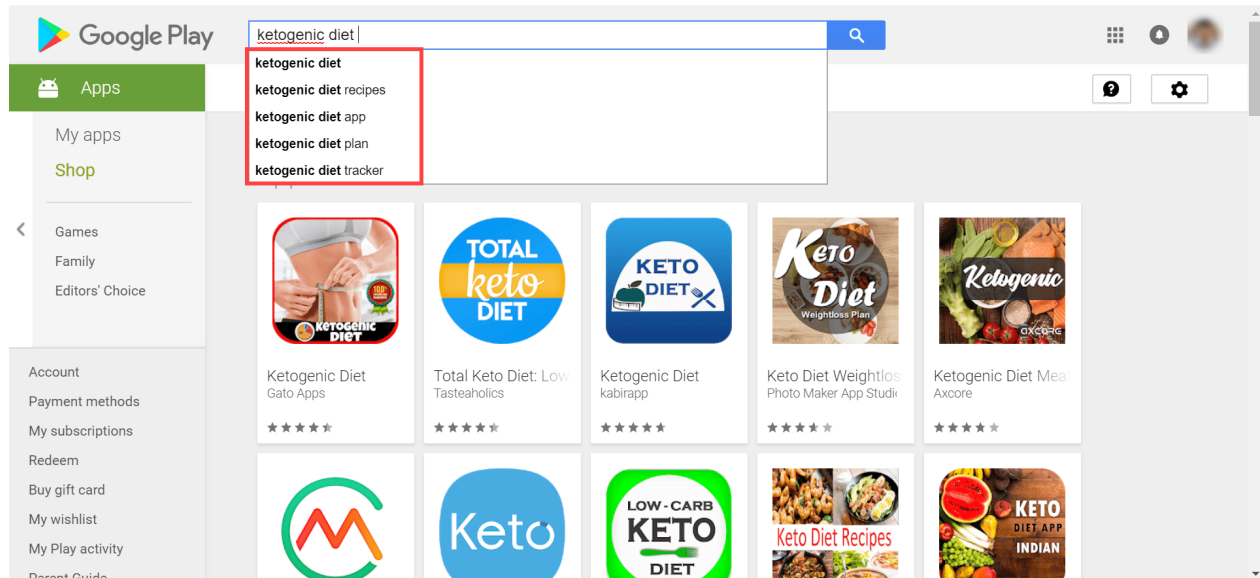 Google Play
ketogenic diet
ketogenic diet
ketogenic diet recipes
ketogenic diet app
ketogenic diet plan
ketogenic diet tracker
Apps
My apps
Shop
Games
Family
Editors' Choice
Account
Payment methods
My subscriptions
Redeem
Buy gift card
My wishlist
My Play activity
Parent Guide
100%
KETOGENIC
DIET
TOTAL
keto
DIET
KETO
DIET
KETO
Diet
Weightloss Plan
Ketogenic
axcore
Ketogenic Diet
Gato Apps
Total Keto Diet: Low
Tasteaholics
Ketogenic Diet
kabirapp
Keto Diet Weightlos
Photo Maker App Studi
Ketogenic Diet Mea
Axcore
Keto
LOW-CARB
KETO
DIET
Keto Diet Recipes
KETO
DIET APP
INDIAN